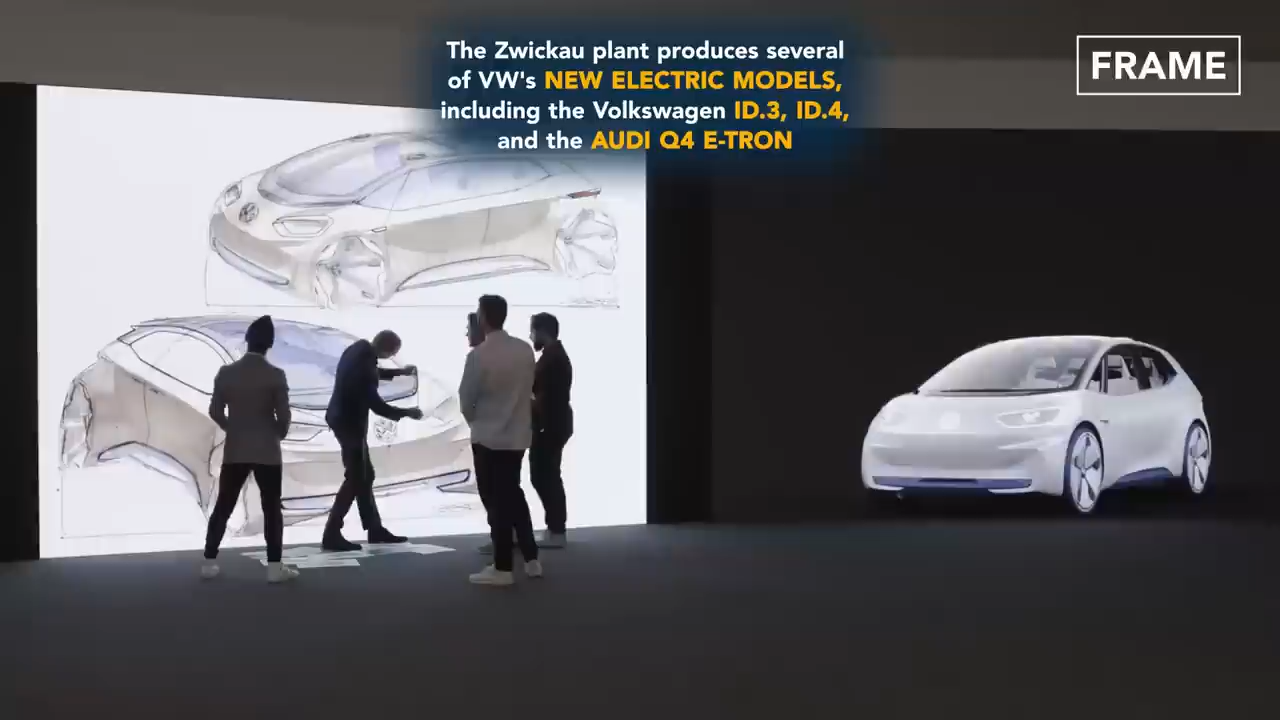 The Zwickau plant produces several
of VW's NEW ELECTRIC MODELS,
including the Volkswagen ID.3, ID.4,
and the AUDI Q4 E-TRON
FRAME